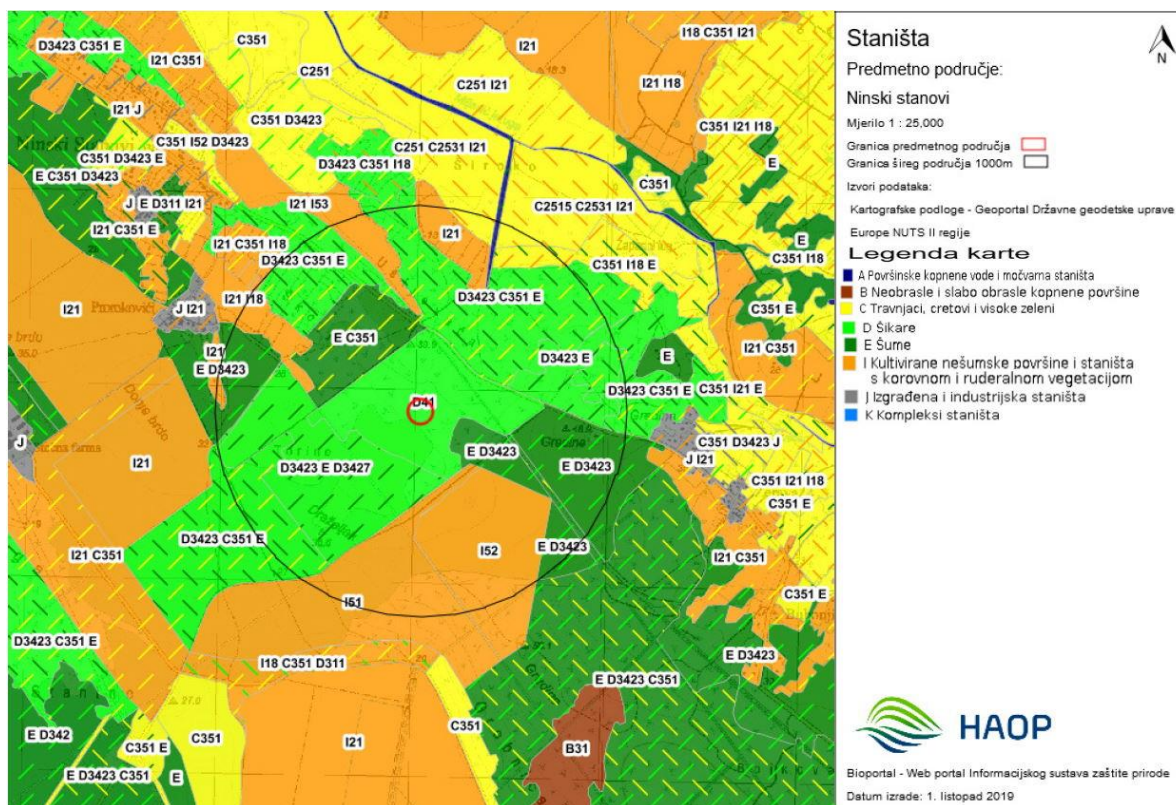 D3423 C351 E
C351
I21
I18 C351 I21
I21 C351
C251
C251 I21
I21 I18
I21 J
C351 D3423
C351 I21 I18
C351 I52 D3423
C251 C2531 I21
C351 D3423 E
D3423 C351 I18
E
E C351 D3423
C351
J
E D311 I21
I21 I53
C2515 C2531 I21
I21 C351 E
I21
E
I21 C351 I18
D3423 C351 E
C351 I18 E
C351 I18
I21 I18
D3423 C351 E
I21
J I21
C351 E
E C351
I21
E D3423
D3423 E
E
I21 C351
D3423 C351 E
C351 I21 E
D41
J
C351 D3423 J
I21
D3423 E D3427
E D3423
E D3423
J I21
C351 I21 I18
C351 E
D3423 C351 E
I52
E D3423
I21 C351
I21 C351
I51
C351 E
D3423 C351 E
I18 C351 D311
E D3423
E D3423 C351
E D342
C351 E
C351
I21
C351
B31
E D3423 C351
E
Staništa
N
Predmetno područje:
Ninski stanovi
Mjerilo 1 : 25,000
Granica predmetnog područja
Granica šireg područja 1000m
Izvori podataka:
Kartografske podloge - Geoportal Državne geodetske uprave
Europe NUTS II regije
Legenda karte
A Površinske kopnene vode i močvarna staništa
B Neobrasle i slabo obrasle kopnene površine
C Travnjaci, cretovi i visoke zeleni
D Šikare
E Šume
I Kultivirane nešumske površine i staništa
s korovnom i ruderalnom vegetacijom
J Izgrađena i industrijska staništa
K Kompleksi staništa
HAOP
Bioportal - Web portal Informacijskog sustava zaštite prirode
Datum izrade: 1. listopad 2019